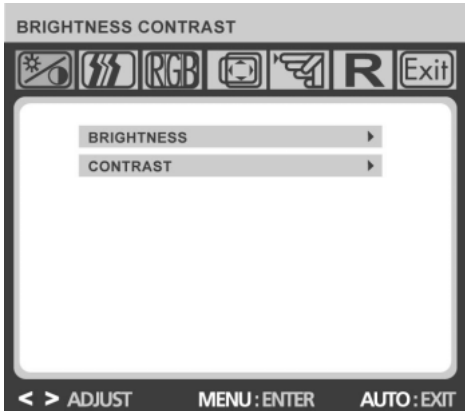 BRIGHTNESS CONTRAST
RGB R Exit
BRIGHTNESS
CONTRAST
< > ADJUST MENU : ENTER AUTO : EXIT